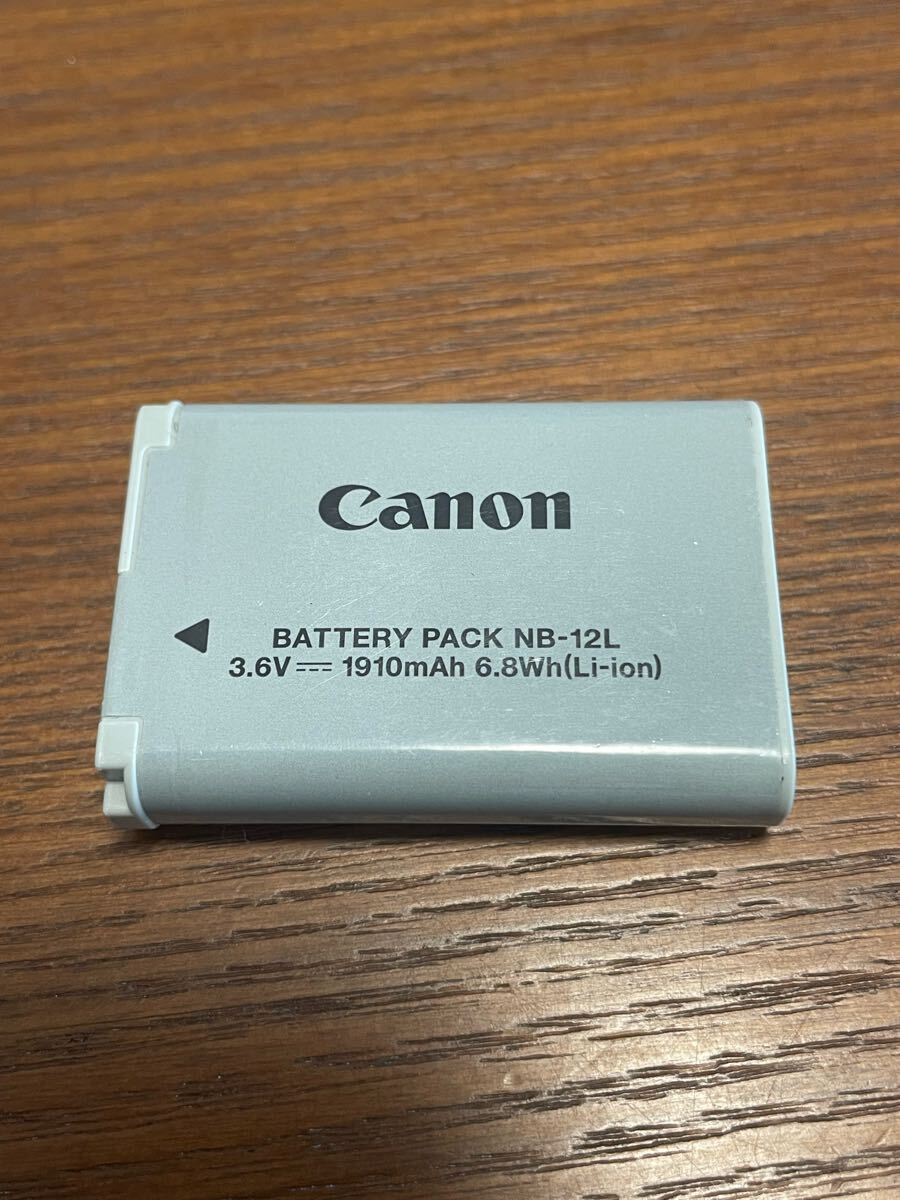 Canon
BATTERY PACK NB-12L
3.6V⎓1910mAh 6.8Wh(Li-ion)